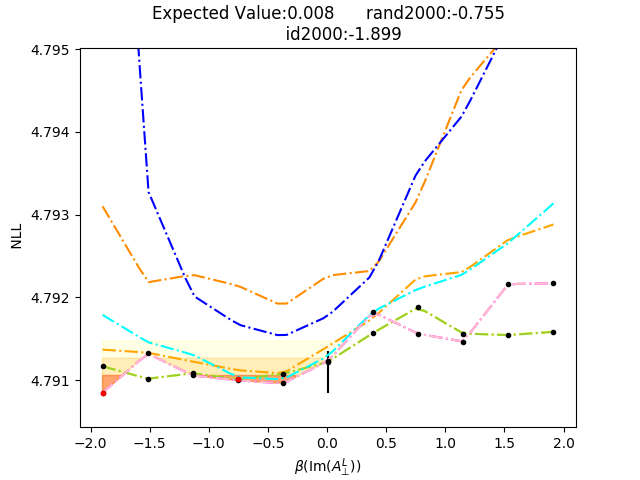 Expected Value:0.008 rand2000:-0.755
id2000:-1.899
4.795
4.794
4.793
4.792
4.791
NLL
−2.0 −1.5 −1.0 −0.5 0.0 0.5 1.0 1.5 2.0
β(Im(A_⊥^L))